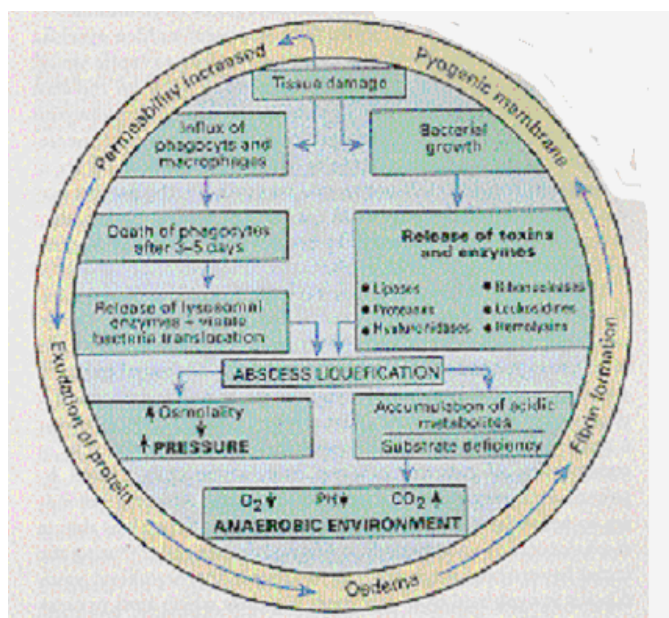 Permeability increased
Pyogenic membrane
Tissue damage
Influx of
phagocyts and
macrophages
Bacterial
growth
Death of phagocytes
after 3–5 days
Release of toxins
and enzymes
Lipases
Proteases
Hyaluronidases
Ribonucleases
Leukosidines
Hemolysins
Release of lysosomal
enzymes – viable
bacteria translocation
ABSCESS LIQUEFICATION
Osmolality
PRESSURE
Accumulation of acidic
metabolites
Substrate deficiency
O2 PH CO2
ANAEROBIC ENVIRONMENT
Exudation of protein
Oedema
Fibrin formation